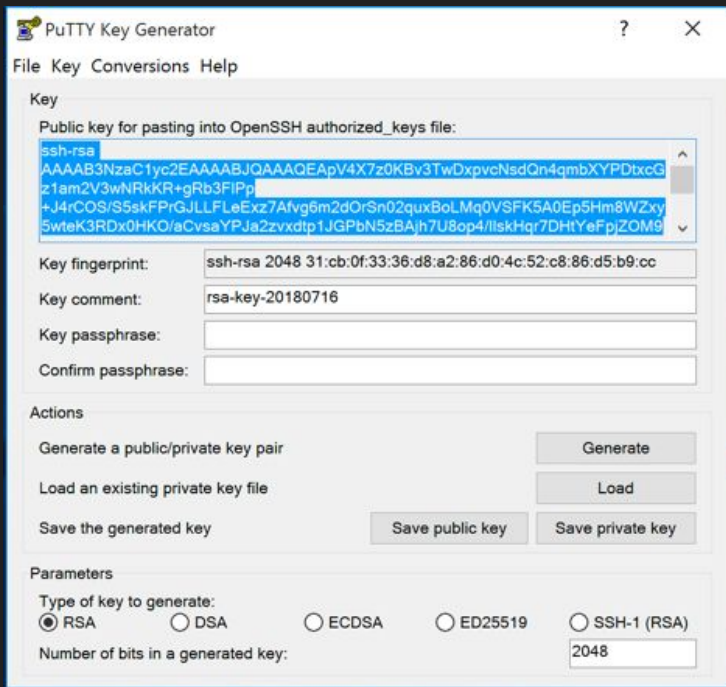 PuTTY Key Generator ? ×
File Key Conversions Help
Key
Public key for pasting into OpenSSH authorized_keys file:
ssh-rsa
AAAAB3NzaC1yc2EAAAABJQAAAQEApV4X7z0KBv3TwDxpvcNsdQn4qmbXYPDtxcG
z1am2V3wNRkKR+gRb3FlPp
+J4rCOS/S5skFPrGJLLFLeExz7Afvg6m2dOrSn02quxBoLMq0VSFK5A0Ep5Hm8WZxy
5wteK3RDx0HKO/aCvsaYPJa2zvxdtp1JGPbN5zBAjh7U8op4/IlskHqr7DHtYeFpjZOM9
Key fingerprint: ssh-rsa 2048 31:cb:0f:33:36:d8:a2:86:d0:4c:52:c8:86:d5:b9:cc
Key comment: rsa-key-20180716
Key passphrase:
Confirm passphrase:
Actions
Generate a public/private key pair Generate
Load an existing private key file Load
Save the generated key Save public key Save private key
Parameters
Type of key to generate:
RSA DSA ECDSA ED25519 SSH-1 (RSA)
Number of bits in a generated key: 2048